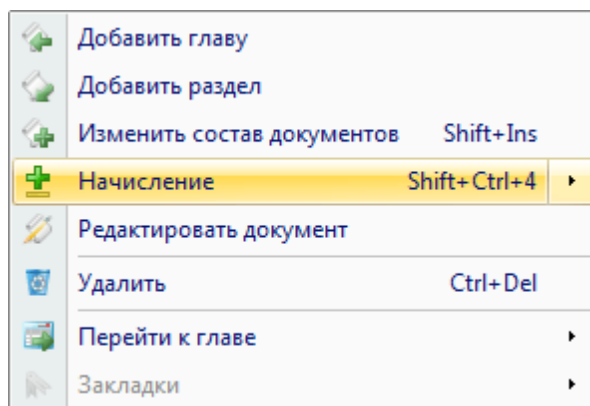 Добавить главу
Добавить раздел
Изменить состав документов Shift+Ins
Начисление Shift+Ctrl+4
Редактировать документ
Удалить Ctrl+Del
Перейти к главе
Закладки